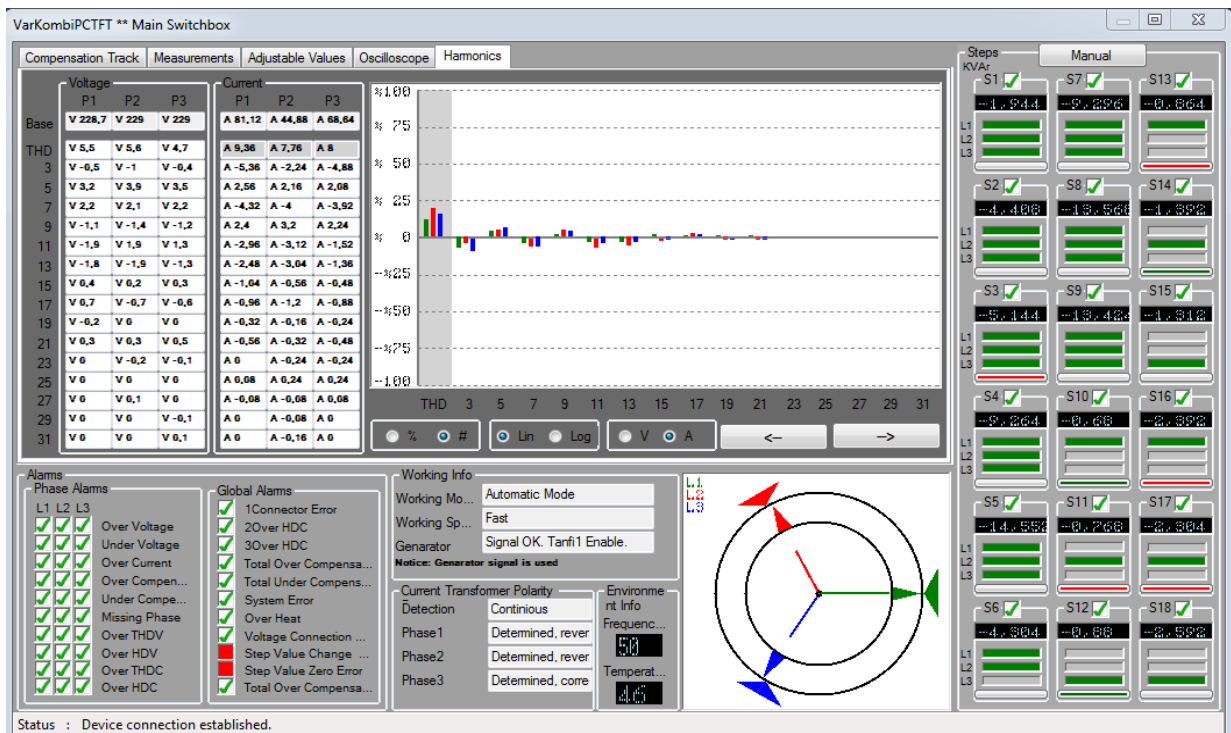 VarKombiPCTFT ** Main Switchbox
Compensation Track Measurements Adjustable Values Oscilloscope Harmonics
Voltage Current
P1 P2 P3 P1 P2 P3
Base V 228,7 V 229 V 229 A 81,12 A 44,88 A 68,64
THD V 5,5 V 5,6 V 4,7 A 9,36 A 7,76 A 8
3 V -0,5 V -1 V -0,4 A -5,36 A -2,24 A -4,88
5 V 3,2 V 3,9 V 3,5 A 2,56 A 2,16 A 2,08
7 V 2,2 V 2,1 V 2,2 A -4,32 A -4 A -3,92
9 V -1,1 V -1,4 V -1,2 A 2,4 A 3,2 A 2,24
11 V -1,9 V 1,9 V 1,3 A -2,96 A -3,12 A -1,52
13 V -1,8 V -1,9 V -1,3 A -2,48 A -3,04 A -1,36
15 V 0,4 V 0,2 V 0,3 A -1,04 A -0,56 A -0,48
17 V 0,7 V -0,7 V -0,6 A -0,96 A -1,2 A -0,88
19 V -0,2 V 0 V 0 A -0,32 A -0,16 A -0,24
21 V 0,3 V 0,3 V 0,5 A -0,56 A -0,32 A -0,48
23 V 0 V -0,2 V -0,1 A 0 A -0,24 A -0,24
25 V 0 V 0 V 0 A 0,08 A 0,24 A 0,24
27 V 0 V 0,1 V 0 A -0,08 A -0,08 A 0,08
29 V 0 V 0 V -0,1 A 0 A -0,08 A 0
31 V 0 V 0 V 0,1 A 0 A -0,16 A 0
%100
% 75
% 50
% 25
% 0
-%25
-%50
-%75
-100
THD 3 5 7 9 11 13 15 17 19 21 23 25 27 29 31
% # Lin Log V A <-- -->
Steps Manual
KVAr
S1 S7 S13
-1,944 -9,296 -0,864
L1
L2
L3
S2 S8 S14
-4,408 -13,568 -1,392
L1
L2
L3
S3 S9 S15
-5,144 -13,424 -1,312
L1
L2
L3
S4 S10 S16
-9,264 -0,68 -2,392
L1
L2
L3
S5 S11 S17
-14,552 -0,768 -2,304
L1
L2
L3
S6 S12 S18
-4,304 -0,88 -2,592
L1
L2
L3
Alarms
Phase Alarms
L1 L2 L3
Over Voltage
Under Voltage
Over Current
Over Compen...
Under Compe...
Missing Phase
Over THDV
Over HDV
Over THDC
Over HDC
Global Alarms
1Connector Error
2Over HDC
3Over HDC
Total Over Compensa...
Total Under Compens...
System Error
Over Heat
Voltage Connection ...
Step Value Change ...
Step Value Zero Error
Total Over Compensa...
Working Info
Working Mo... Automatic Mode
Working Sp... Fast
Genarator Signal OK. Tanfi1 Enable.
Notice: Genarator signal is used
Current Transformer Polarity
Detection Continious
Phase1 Determined, rever
Phase2 Determined, rever
Phase3 Determined, corre
Environme
nt Info
Frequenc...
50
Temperat...
46
L1
L2
L3
Status : Device connection established.